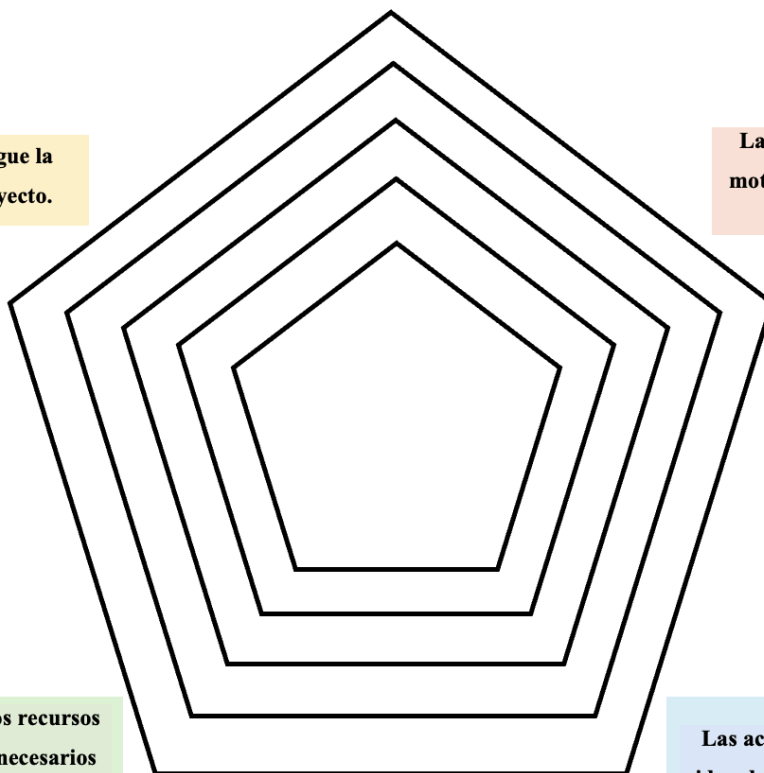 gue la
yecto.
La
mot
os recursos
necesarios
Las ac